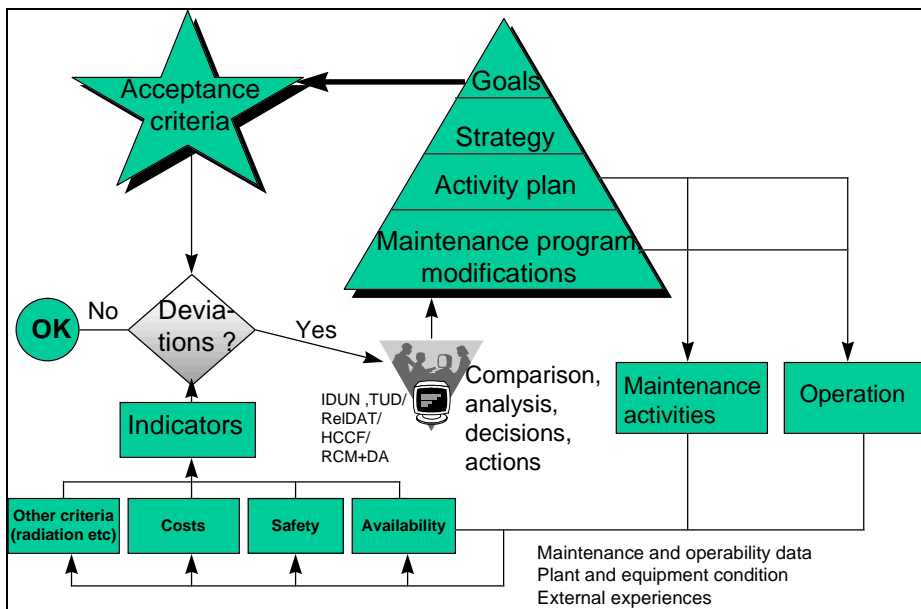 Goals
Acceptance
criteria
Strategy
Activity plan
Maintenance program,
modifications
No
OK
Devia-
tions ?
Yes
IDUN ,TUD/
RelDAT/
HCCF/
RCM+DA
Comparison,
analysis,
decisions,
actions
Maintenance
activities
Operation
Indicators
Other criteria
(radiation etc)
Costs
Safety
Availability
Maintenance and operability data
Plant and equipment condition
External experiences